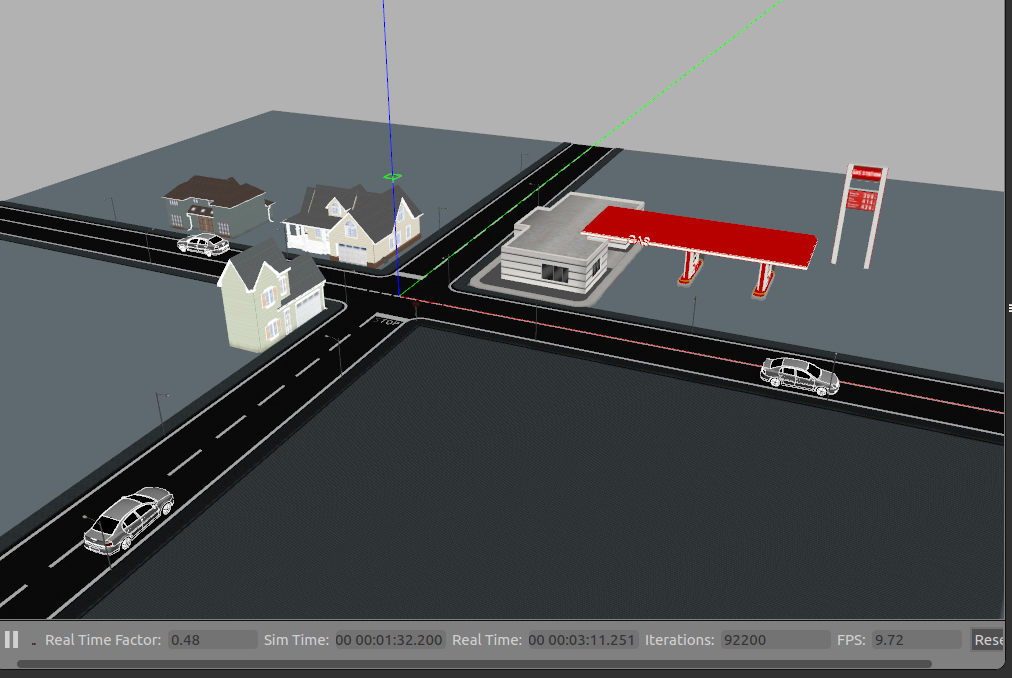 GAS STATION
STOP
Real Time Factor: 0.48 Sim Time: 00 00:01:32.200 Real Time: 00 00:03:11.251 Iterations: 92200 FPS: 9.72 Rese